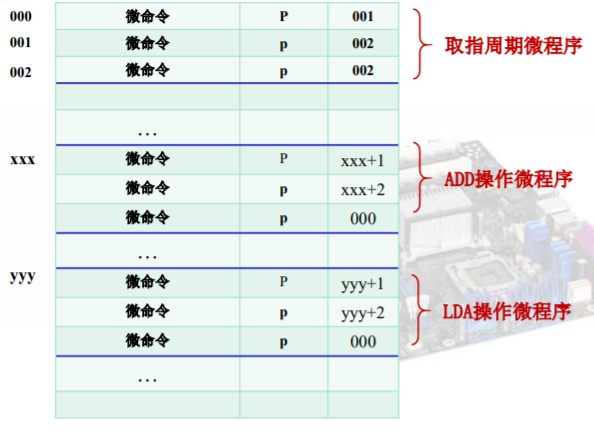 000 微命令 P 001
001 微命令 p 002
002 微命令 p 002
取指周期微程序
...
xxx 微命令 P xxx+1
微命令 p xxx+2
微命令 p 000
ADD操作微程序
...
yyy 微命令 P yyy+1
微命令 p yyy+2
微命令 p 000
LDA操作微程序
...